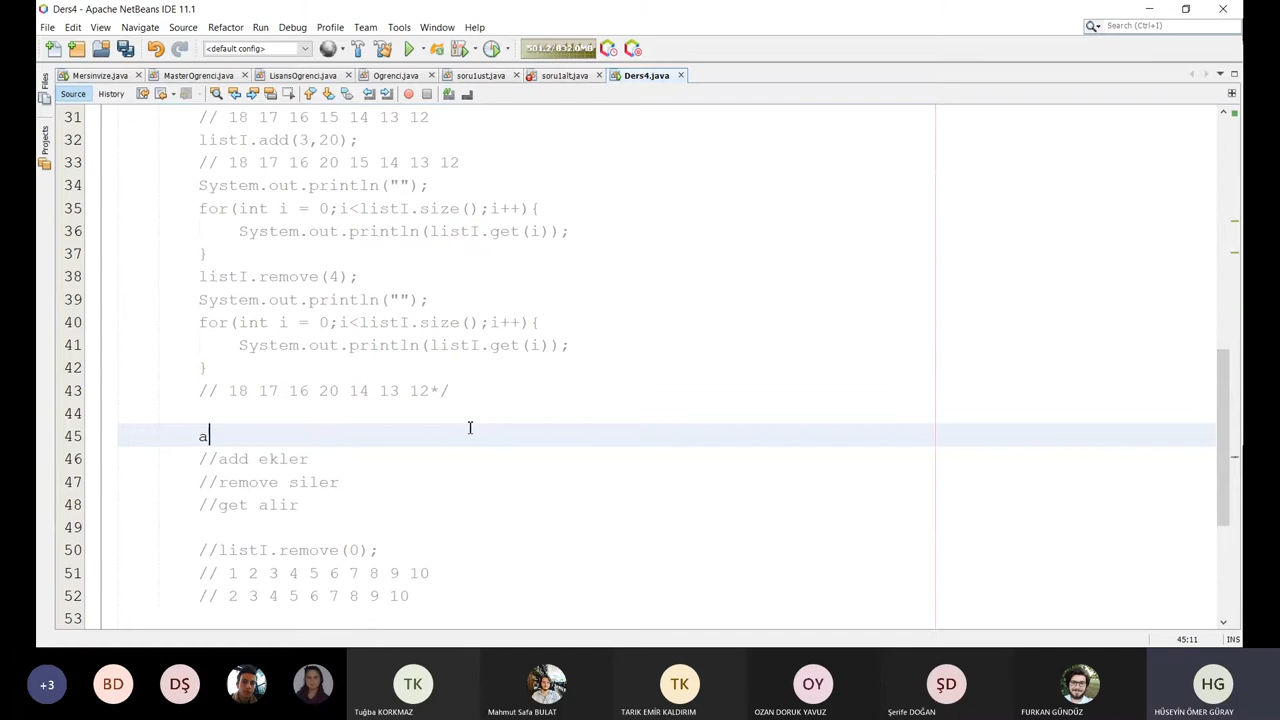 Ders4 - Apache NetBeans IDE 11.1
File Edit View Navigate Source Refactor Run Debug Profile Team Tools Window Help
Search (Ctrl+I)
<default config>
501.2/832.0MB
Mersinvize.java MasterOgrenci.java LisansOgrenci.java Ogrenci.java soru1ust.java soru1alt.java Ders4.java
Source History
Files
Projects
31 // 18 17 16 15 14 13 12
32 listI.add(3,20);
33 // 18 17 16 20 15 14 13 12
34 System.out.println("");
35 for(int i = 0;i<listI.size();i++){
36 System.out.println(listI.get(i));
37 }
38 listI.remove(4);
39 System.out.println("");
40 for(int i = 0;i<listI.size();i++){
41 System.out.println(listI.get(i));
42 }
43 // 18 17 16 20 14 13 12*/
44
45 a
46 //add ekler
47 //remove siler
48 //get alir
49
50 //listI.remove(0);
51 // 1 2 3 4 5 6 7 8 9 10
52 // 2 3 4 5 6 7 8 9 10
53
45:11 INS
+3 BD DŞ TK TK OY ŞD HG
Tuğba KORKMAZ Mahmut Safa BULAT TARIK EMİR KALDIRIM OZAN DORUK YAVUZ Şerife DOĞAN FURKAN GÜNDÜZ HÜSEYİN ÖMER GÜRAY